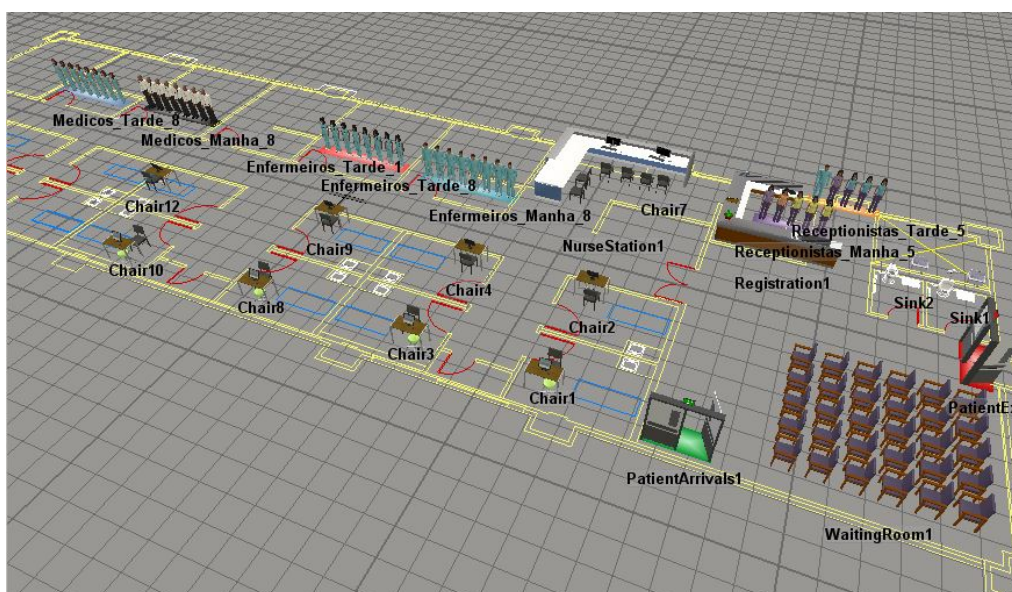 Medicos_Tarde_8
Medicos_Manha_8
Enfermeiros_Tarde_1
Enfermeiros_Tarde_8
Enfermeiros_Manha_8
Chair7
Chair12
Receptionistas_Tarde_5
Receptionistas_Manha_5
NurseStation1
Chair9
Chair10
Registration1
Chair4
Sink2
Chair8
Sink1
Chair2
Chair3
Chair1
PatientEx
PatientArrivals1
WaitingRoom1